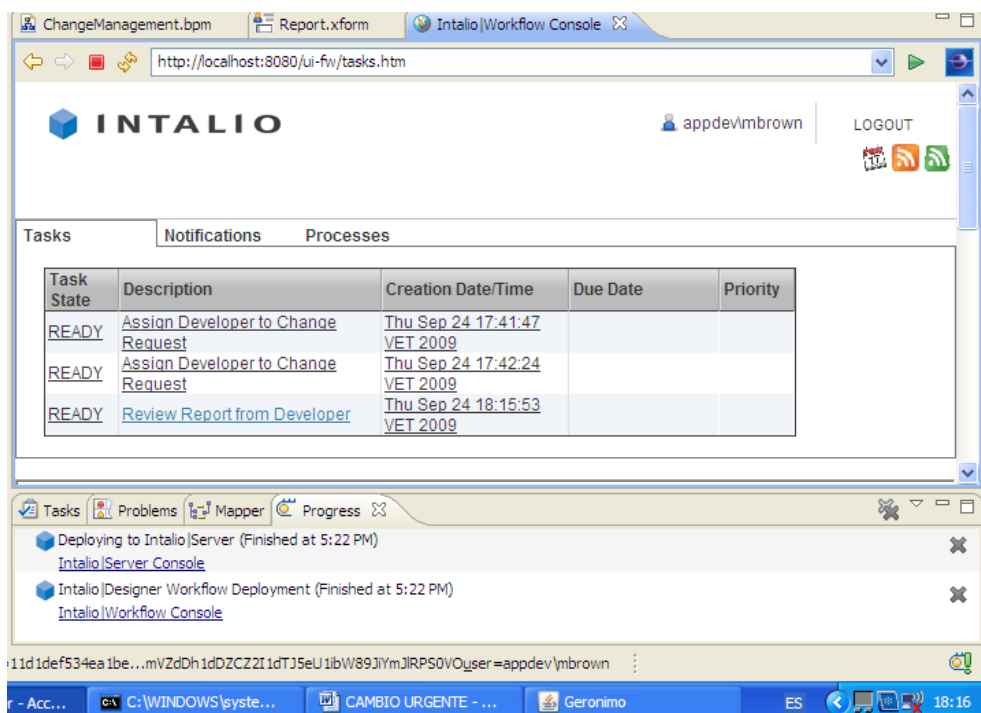 ChangeManagement.bpm Report.xform Intalio|Workflow Console
http://localhost:8080/ui-fw/tasks.htm
INTALIO
appdev\mbrown LOGOUT
17
Tasks Notifications Processes
Task State Description Creation Date/Time Due Date Priority
READY Assign Developer to Change Request Thu Sep 24 17:41:47 VET 2009
READY Assign Developer to Change Request Thu Sep 24 17:42:24 VET 2009
READY Review Report from Developer Thu Sep 24 18:15:53 VET 2009
Tasks Problems Mapper Progress
Deploying to Intalio|Server (Finished at 5:22 PM)
Intalio|Server Console
Intalio|Designer Workflow Deployment (Finished at 5:22 PM)
Intalio|Workflow Console
user=appdev\mbrown
r - Acc... C:\WINDOWS\syste... CAMBIO URGENTE - ... Geronimo ES 18:16